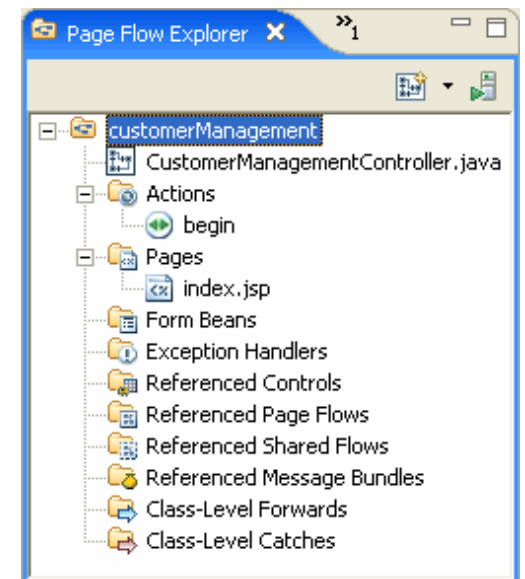 Page Flow Explorer
»1
customerManagement
CustomerManagementController.java
Actions
begin
Pages
index.jsp
Form Beans
Exception Handlers
Referenced Controls
Referenced Page Flows
Referenced Shared Flows
Referenced Message Bundles
Class-Level Forwards
Class-Level Catches